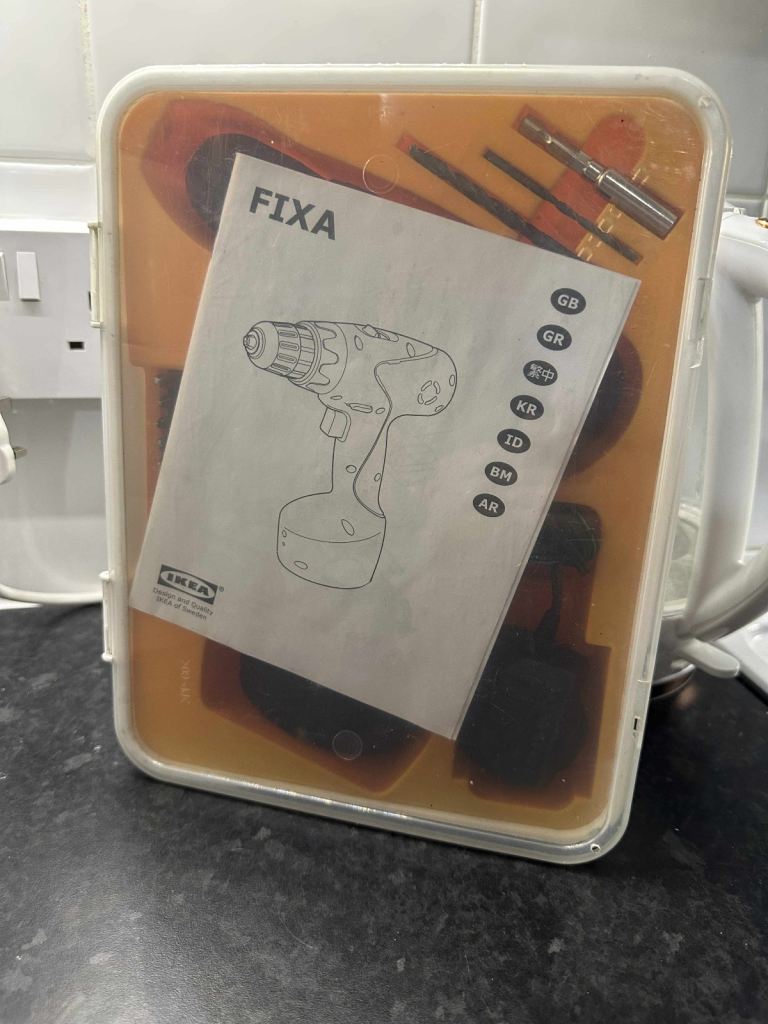 FIXA
GB
GR
繁中
KR
ID
BM
AR
IKEA®
Design and Quality
IKEA of Sweden